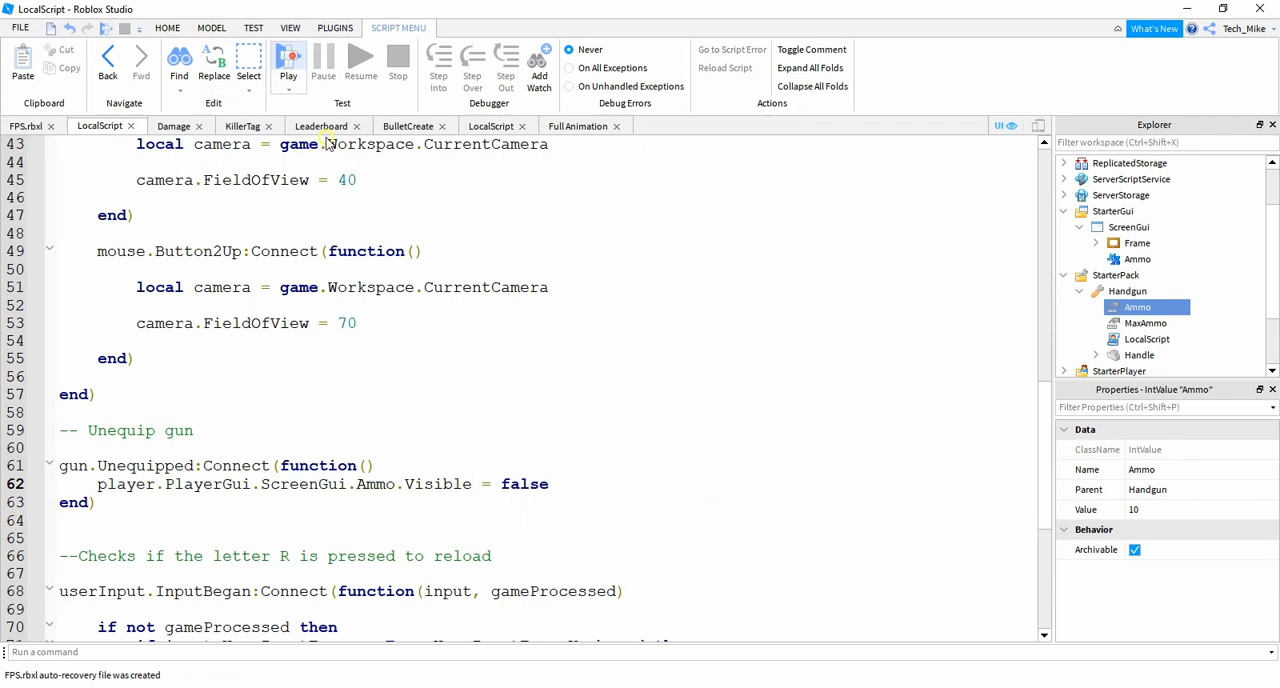 LocalScript - Roblox Studio
FILE HOME MODEL TEST VIEW PLUGINS SCRIPT MENU What's New Tech_Mike
Paste Cut Copy Back Fwd Find Replace Select Play Pause Resume Stop Step Into Step Over Step Out Add Watch
Never
On All Exceptions
On Unhandled Exceptions
Go to Script Error
Reload Script
Toggle Comment
Expand All Folds
Collapse All Folds
Clipboard Navigate Edit Test Debugger Debug Errors Actions
FPS.rbxl LocalScript Damage KillerTag Leaderboard BulletCreate LocalScript Full Animation UI
43 local camera = game.Workspace.CurrentCamera
44
45 camera.FieldOfView = 40
46
47 end)
48
49 mouse.Button2Up:Connect(function()
50
51 local camera = game.Workspace.CurrentCamera
52
53 camera.FieldOfView = 70
54
55 end)
56
57 end)
58
59 -- Unequip gun
60
61 gun.Unequipped:Connect(function()
62 player.PlayerGui.ScreenGui.Ammo.Visible = false
63 end)
64
65
66 --Checks if the letter R is pressed to reload
67
68 userInput.InputBegan:Connect(function(input, gameProcessed)
69
70 if not gameProcessed then
Explorer
Filter workspace (Ctrl+Shift+X)
ReplicatedStorage
ServerScriptService
ServerStorage
StarterGui
ScreenGui
Frame
Ammo
StarterPack
Handgun
Ammo
MaxAmmo
LocalScript
Handle
StarterPlayer
Properties - IntValue "Ammo"
Filter Properties (Ctrl+Shift+P)
Data
ClassName IntValue
Name Ammo
Parent Handgun
Value 10
Behavior
Archivable
Run a command
FPS.rbxl auto-recovery file was created